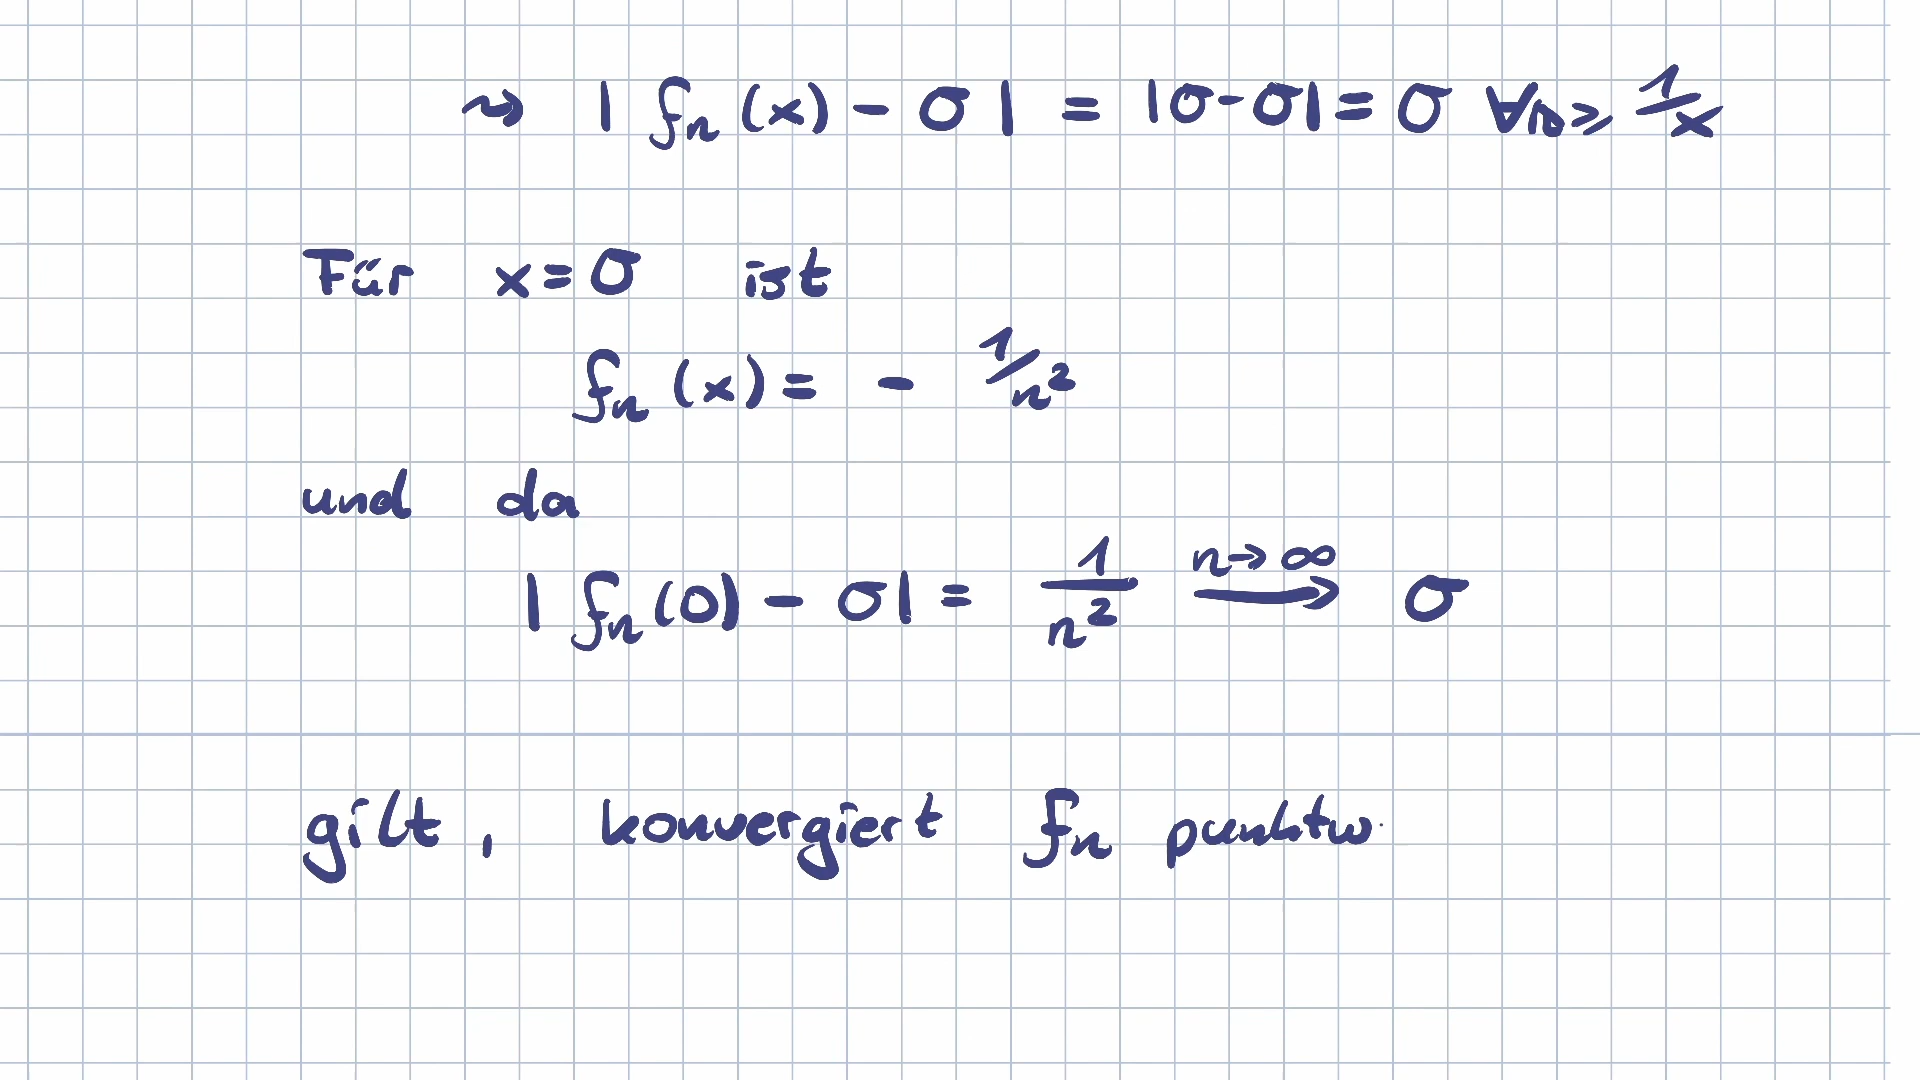 ⇝ | fₙ(x) − 0 | = |0-0| = 0 ∀n ≥ 1/x
Für x = 0 ist
fₙ(x) = − 1/n²
und da
| fₙ(0) − 0| = 1/n² n→∞ ⟶ 0
gilt, konvergiert fₙ punktw